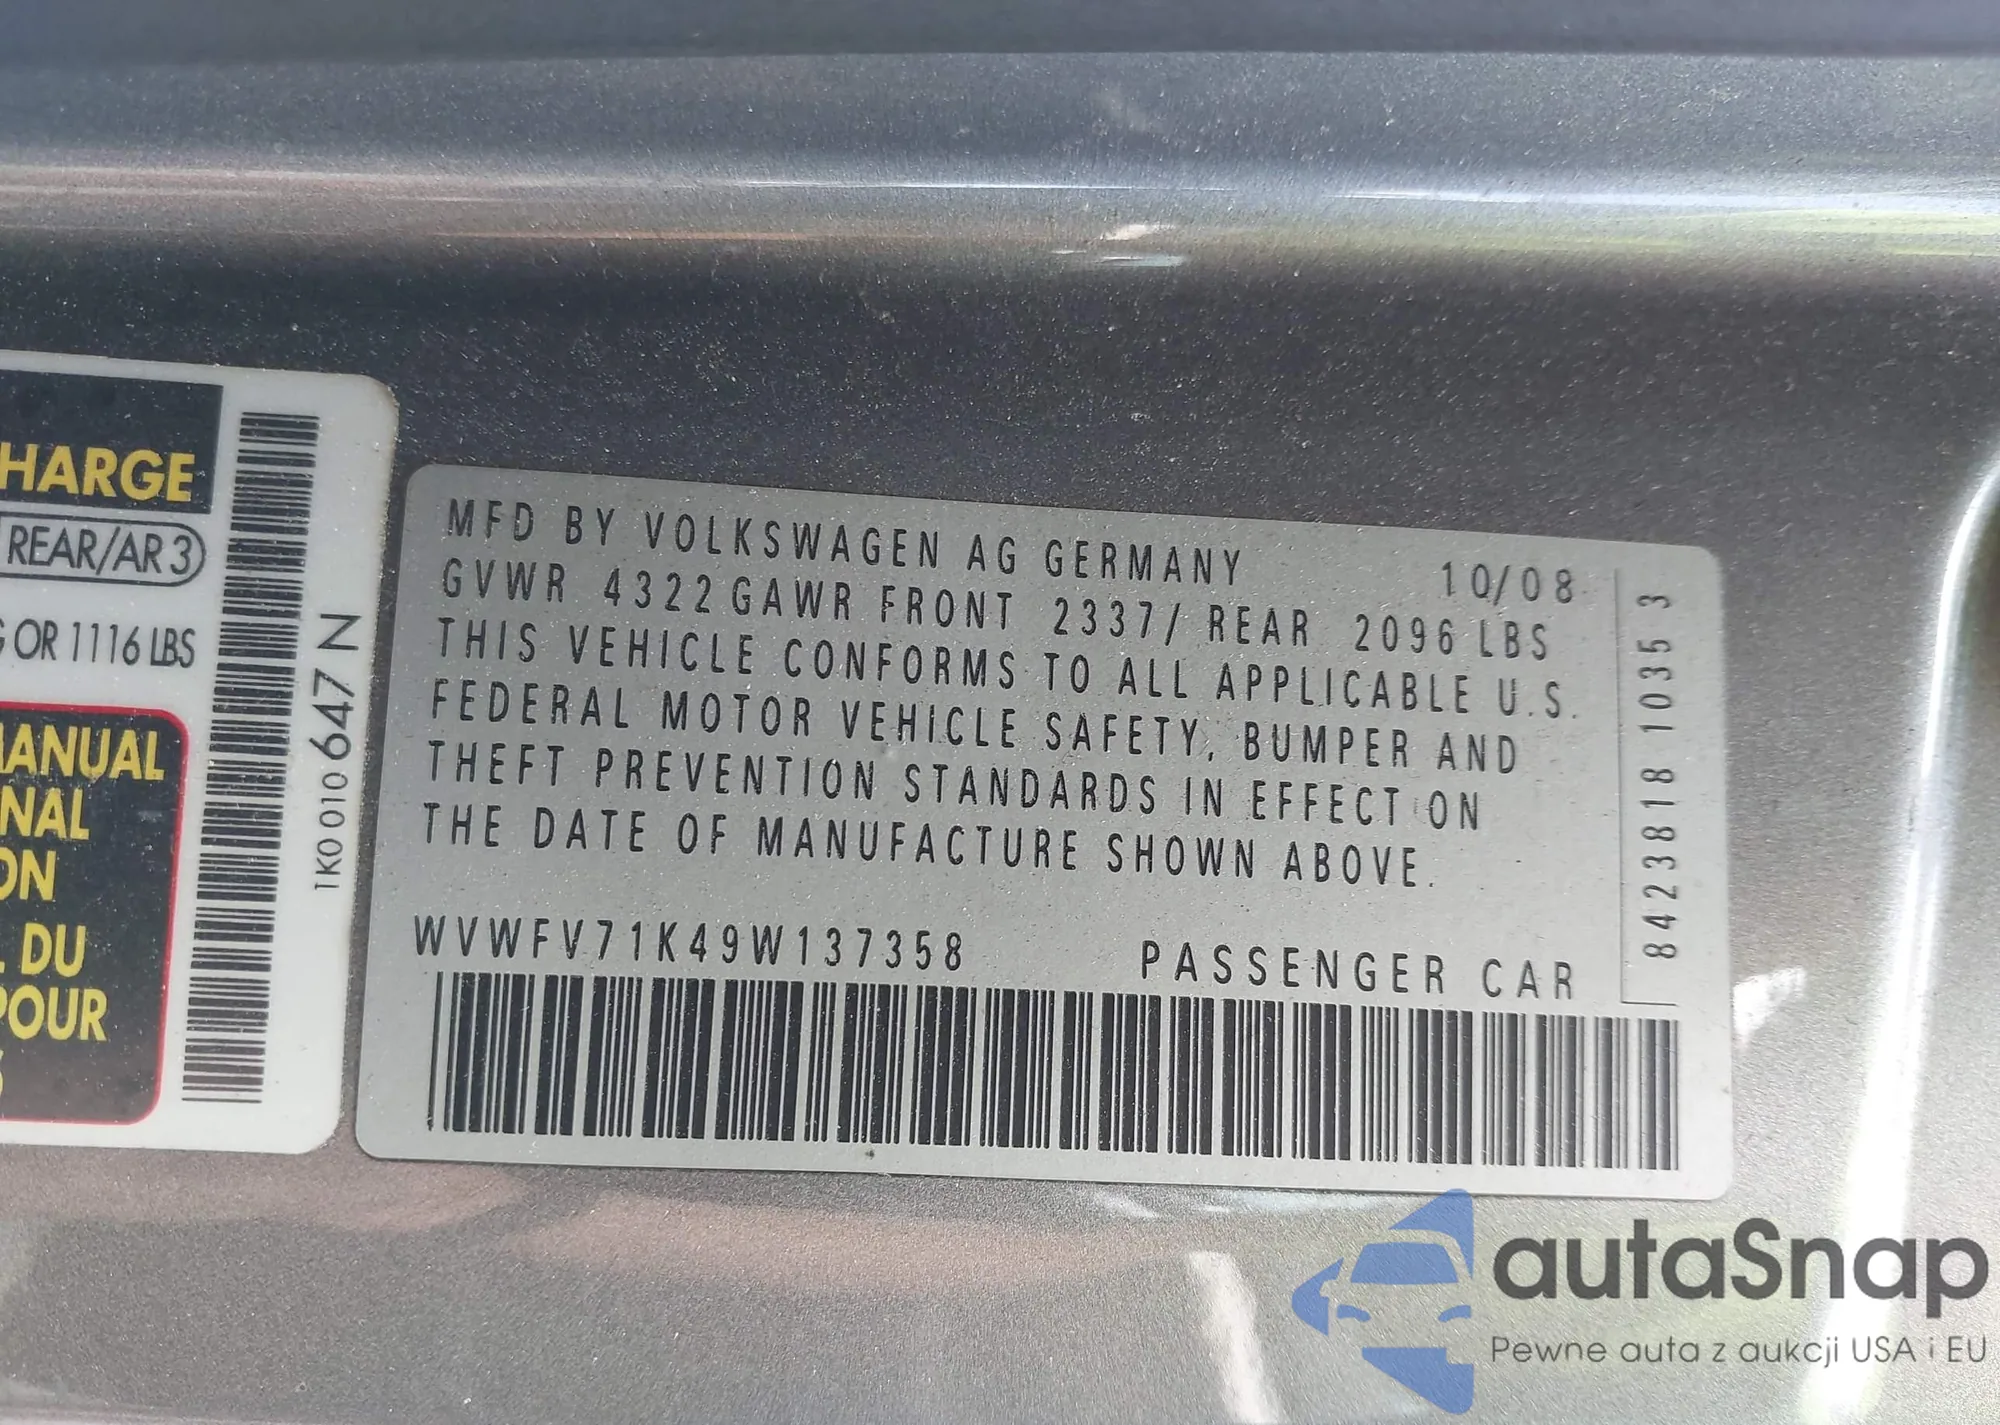 HARGE
REAR/AR 3
G OR 1116 LBS
MANUAL
NAL
ON
DU
POUR
1K0 010 647 N
MFD BY VOLKSWAGEN AG GERMANY 10/08
GVWR 4322 GAWR FRONT 2337/ REAR 2096 LBS
THIS VEHICLE CONFORMS TO ALL APPLICABLE U.S.
FEDERAL MOTOR VEHICLE SAFETY, BUMPER AND
THEFT PREVENTION STANDARDS IN EFFECT ON
THE DATE OF MANUFACTURE SHOWN ABOVE.
WVWFV71K49W137358 PASSENGER CAR
8423818 10353
autaSnap
Pewne auta z aukcji USA i EU